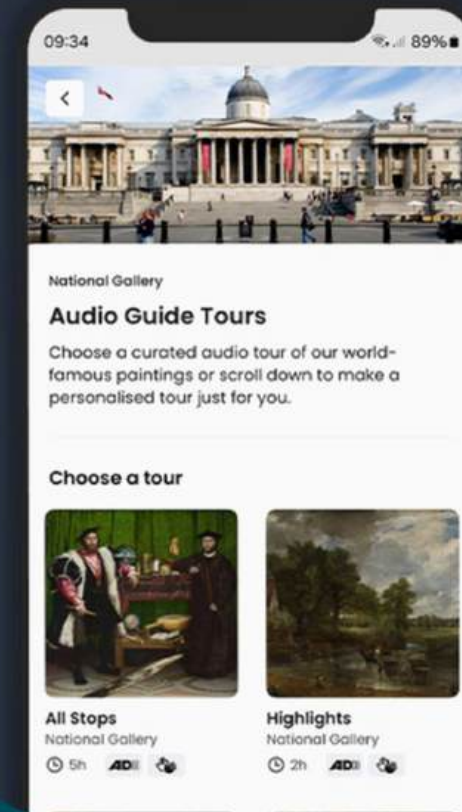 09:34
89%
National Gallery
Audio Guide Tours
Choose a curated audio tour of our world-
famous paintings or scroll down to make a
personalised tour just for you.
Choose a tour
All Stops
National Gallery
5h AD
Highlights
National Gallery
2h AD